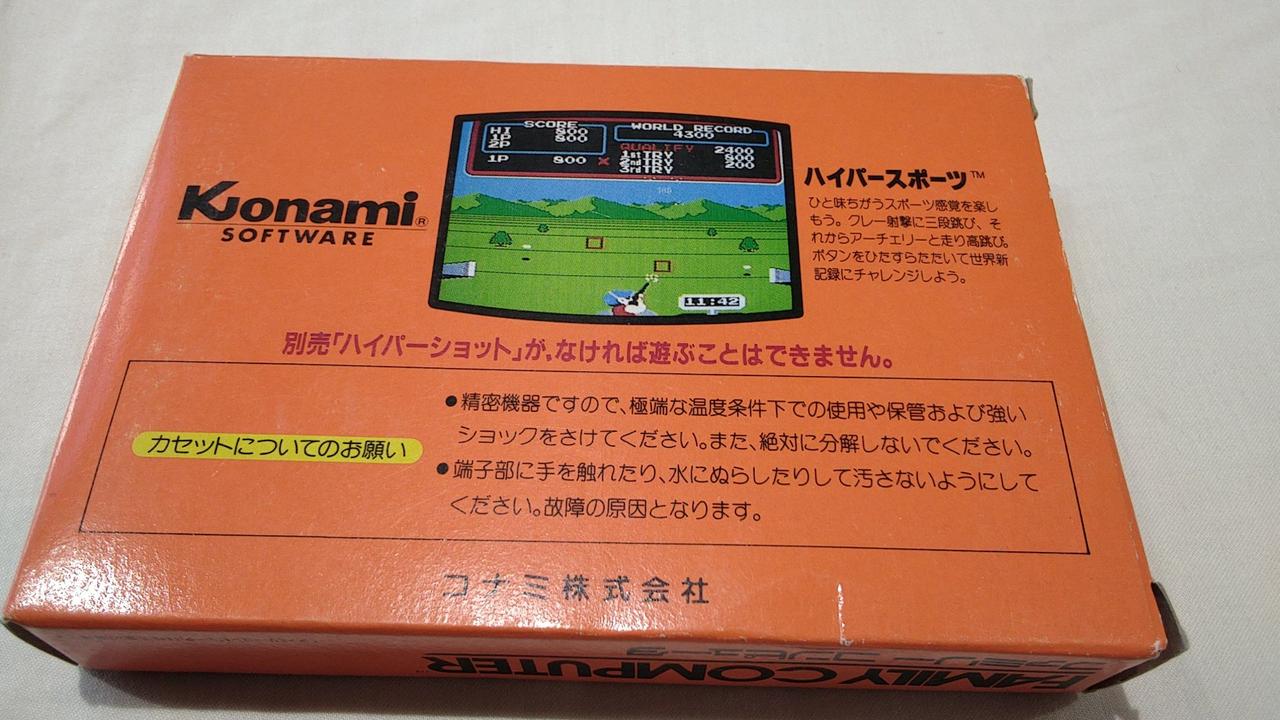 Konami®
SOFTWARE
SCORE
HI 800
1P 800
2P
1P 800
WORLD RECORD
4300
QUALIFY 2400
1st TRY 800
2nd TRY 200
3rd TRY
11:42
ハイパースポーツ™
ひと味ちがうスポーツ感覚を楽し
もう。クレー射撃に三段跳び、そ
れからアーチェリーと走り高跳び。
ボタンをひたすらたたいて世界新
記録にチャレンジしよう。
別売「ハイパーショット」が、なければ遊ぶことはできません。
カセットについてのお願い
●精密機器ですので、極端な温度条件下での使用や保管および強い
ショックをさけてください。また、絶対に分解しないでください。
●端子部に手を触れたり、水にぬらしたりして汚さないようにして
ください。故障の原因となります。
コナミ株式会社
ファミリーコンピュータ
FAMILY COMPUTER™